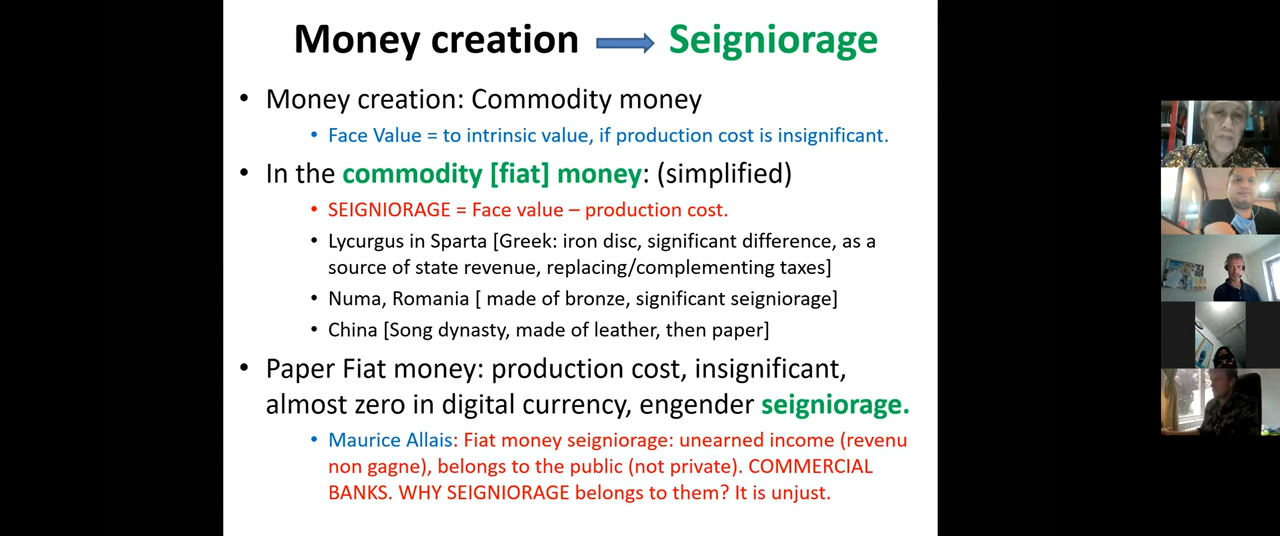 Money creation Seigniorage
• Money creation: Commodity money
• Face Value = to intrinsic value, if production cost is insignificant.
• In the commodity [fiat] money: (simplified)
• SEIGNIORAGE = Face value – production cost.
• Lycurgus in Sparta [Greek: iron disc, significant difference, as a
source of state revenue, replacing/complementing taxes]
• Numa, Romania [ made of bronze, significant seigniorage]
• China [Song dynasty, made of leather, then paper]
• Paper Fiat money: production cost, insignificant,
almost zero in digital currency, engender seigniorage.
• Maurice Allais: Fiat money seigniorage: unearned income (revenu
non gagne), belongs to the public (not private). COMMERCIAL
BANKS. WHY SEIGNIORAGE belongs to them? It is unjust.